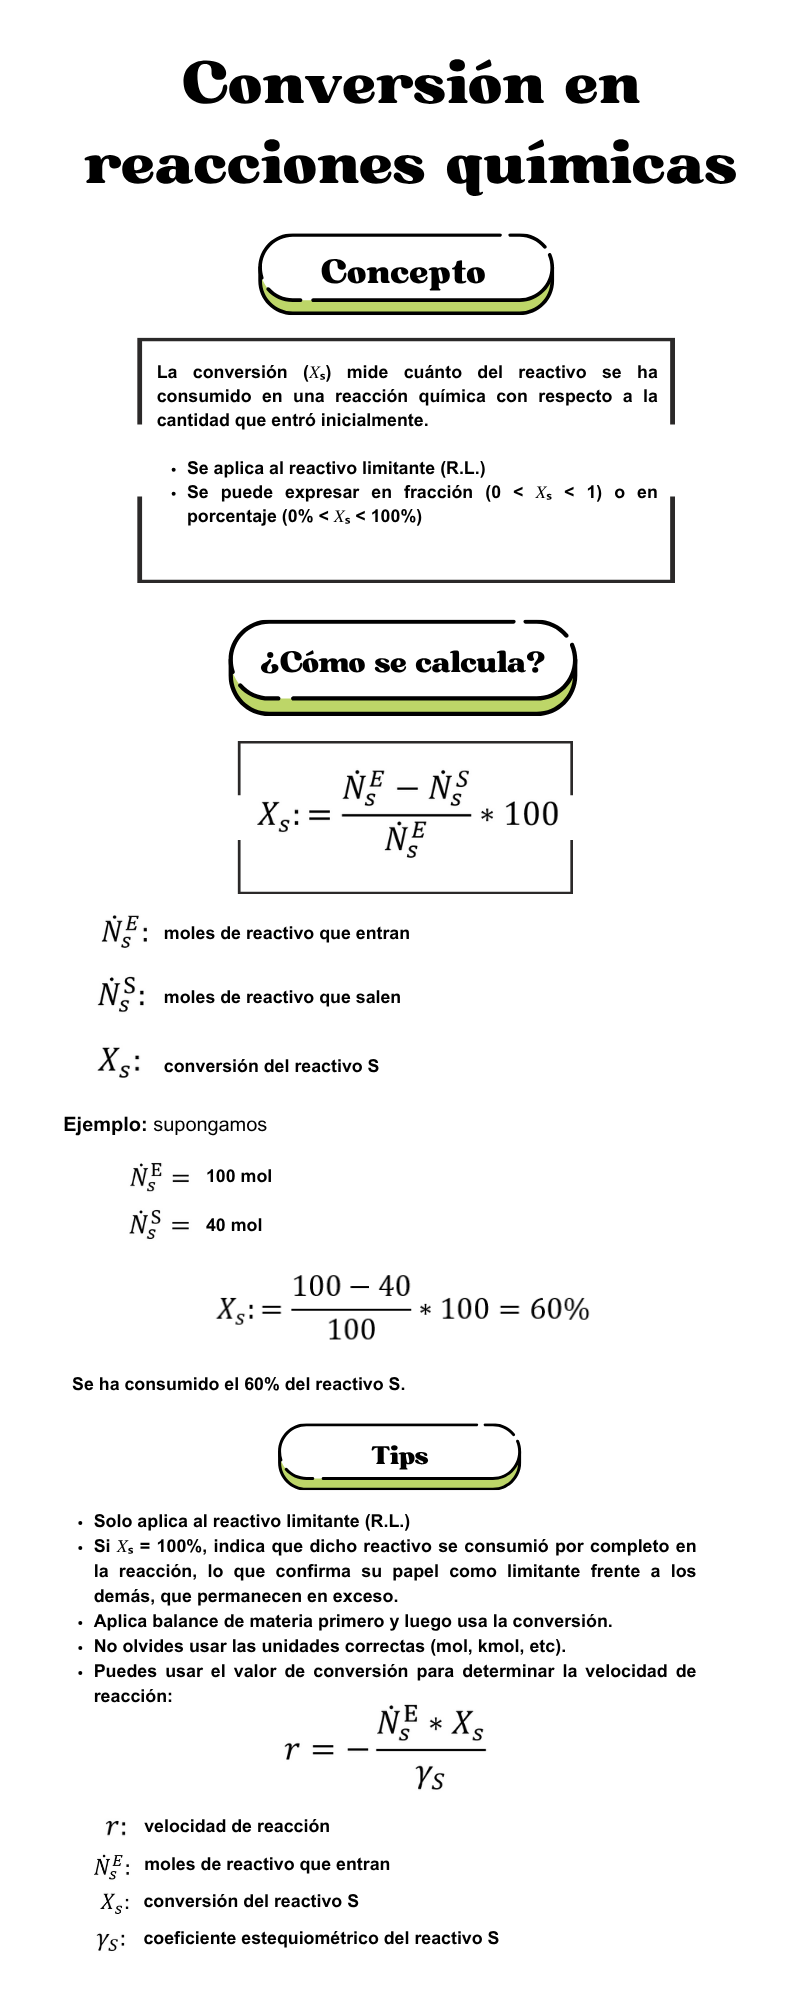 Conversión en
reacciones químicas
Concepto
La conversión (Xₛ) mide cuánto del reactivo se ha
consumido en una reacción química con respecto a la
cantidad que entró inicialmente.
• Se aplica al reactivo limitante (R.L.)
• Se puede expresar en fracción (0 < Xₛ < 1) o en
porcentaje (0% < Xₛ < 100%)
¿Cómo se calcula?
X_s := \frac{\dot{N}_s^E − \dot{N}_s^S}{\dot{N}_s^E} * 100
\dot{N}_s^E: moles de reactivo que entran
\dot{N}_s^S: moles de reactivo que salen
X_s: conversión del reactivo S
Ejemplo: supongamos
\dot{N}_s^E = 100 mol
\dot{N}_s^S = 40 mol
X_s := \frac{100 − 40}{100} * 100 = 60%
Se ha consumido el 60% del reactivo S.
Tips
• Solo aplica al reactivo limitante (R.L.)
• Si Xₛ = 100%, indica que dicho reactivo se consumió por completo en
la reacción, lo que confirma su papel como limitante frente a los
demás, que permanecen en exceso.
• Aplica balance de materia primero y luego usa la conversión.
• No olvides usar las unidades correctas (mol, kmol, etc).
• Puedes usar el valor de conversión para determinar la velocidad de
reacción:
r = −\frac{\dot{N}_s^E * X_s}{γ_S}
r: velocidad de reacción
\dot{N}_s^E: moles de reactivo que entran
X_s: conversión del reactivo S
γ_S: coeficiente estequiométrico del reactivo S